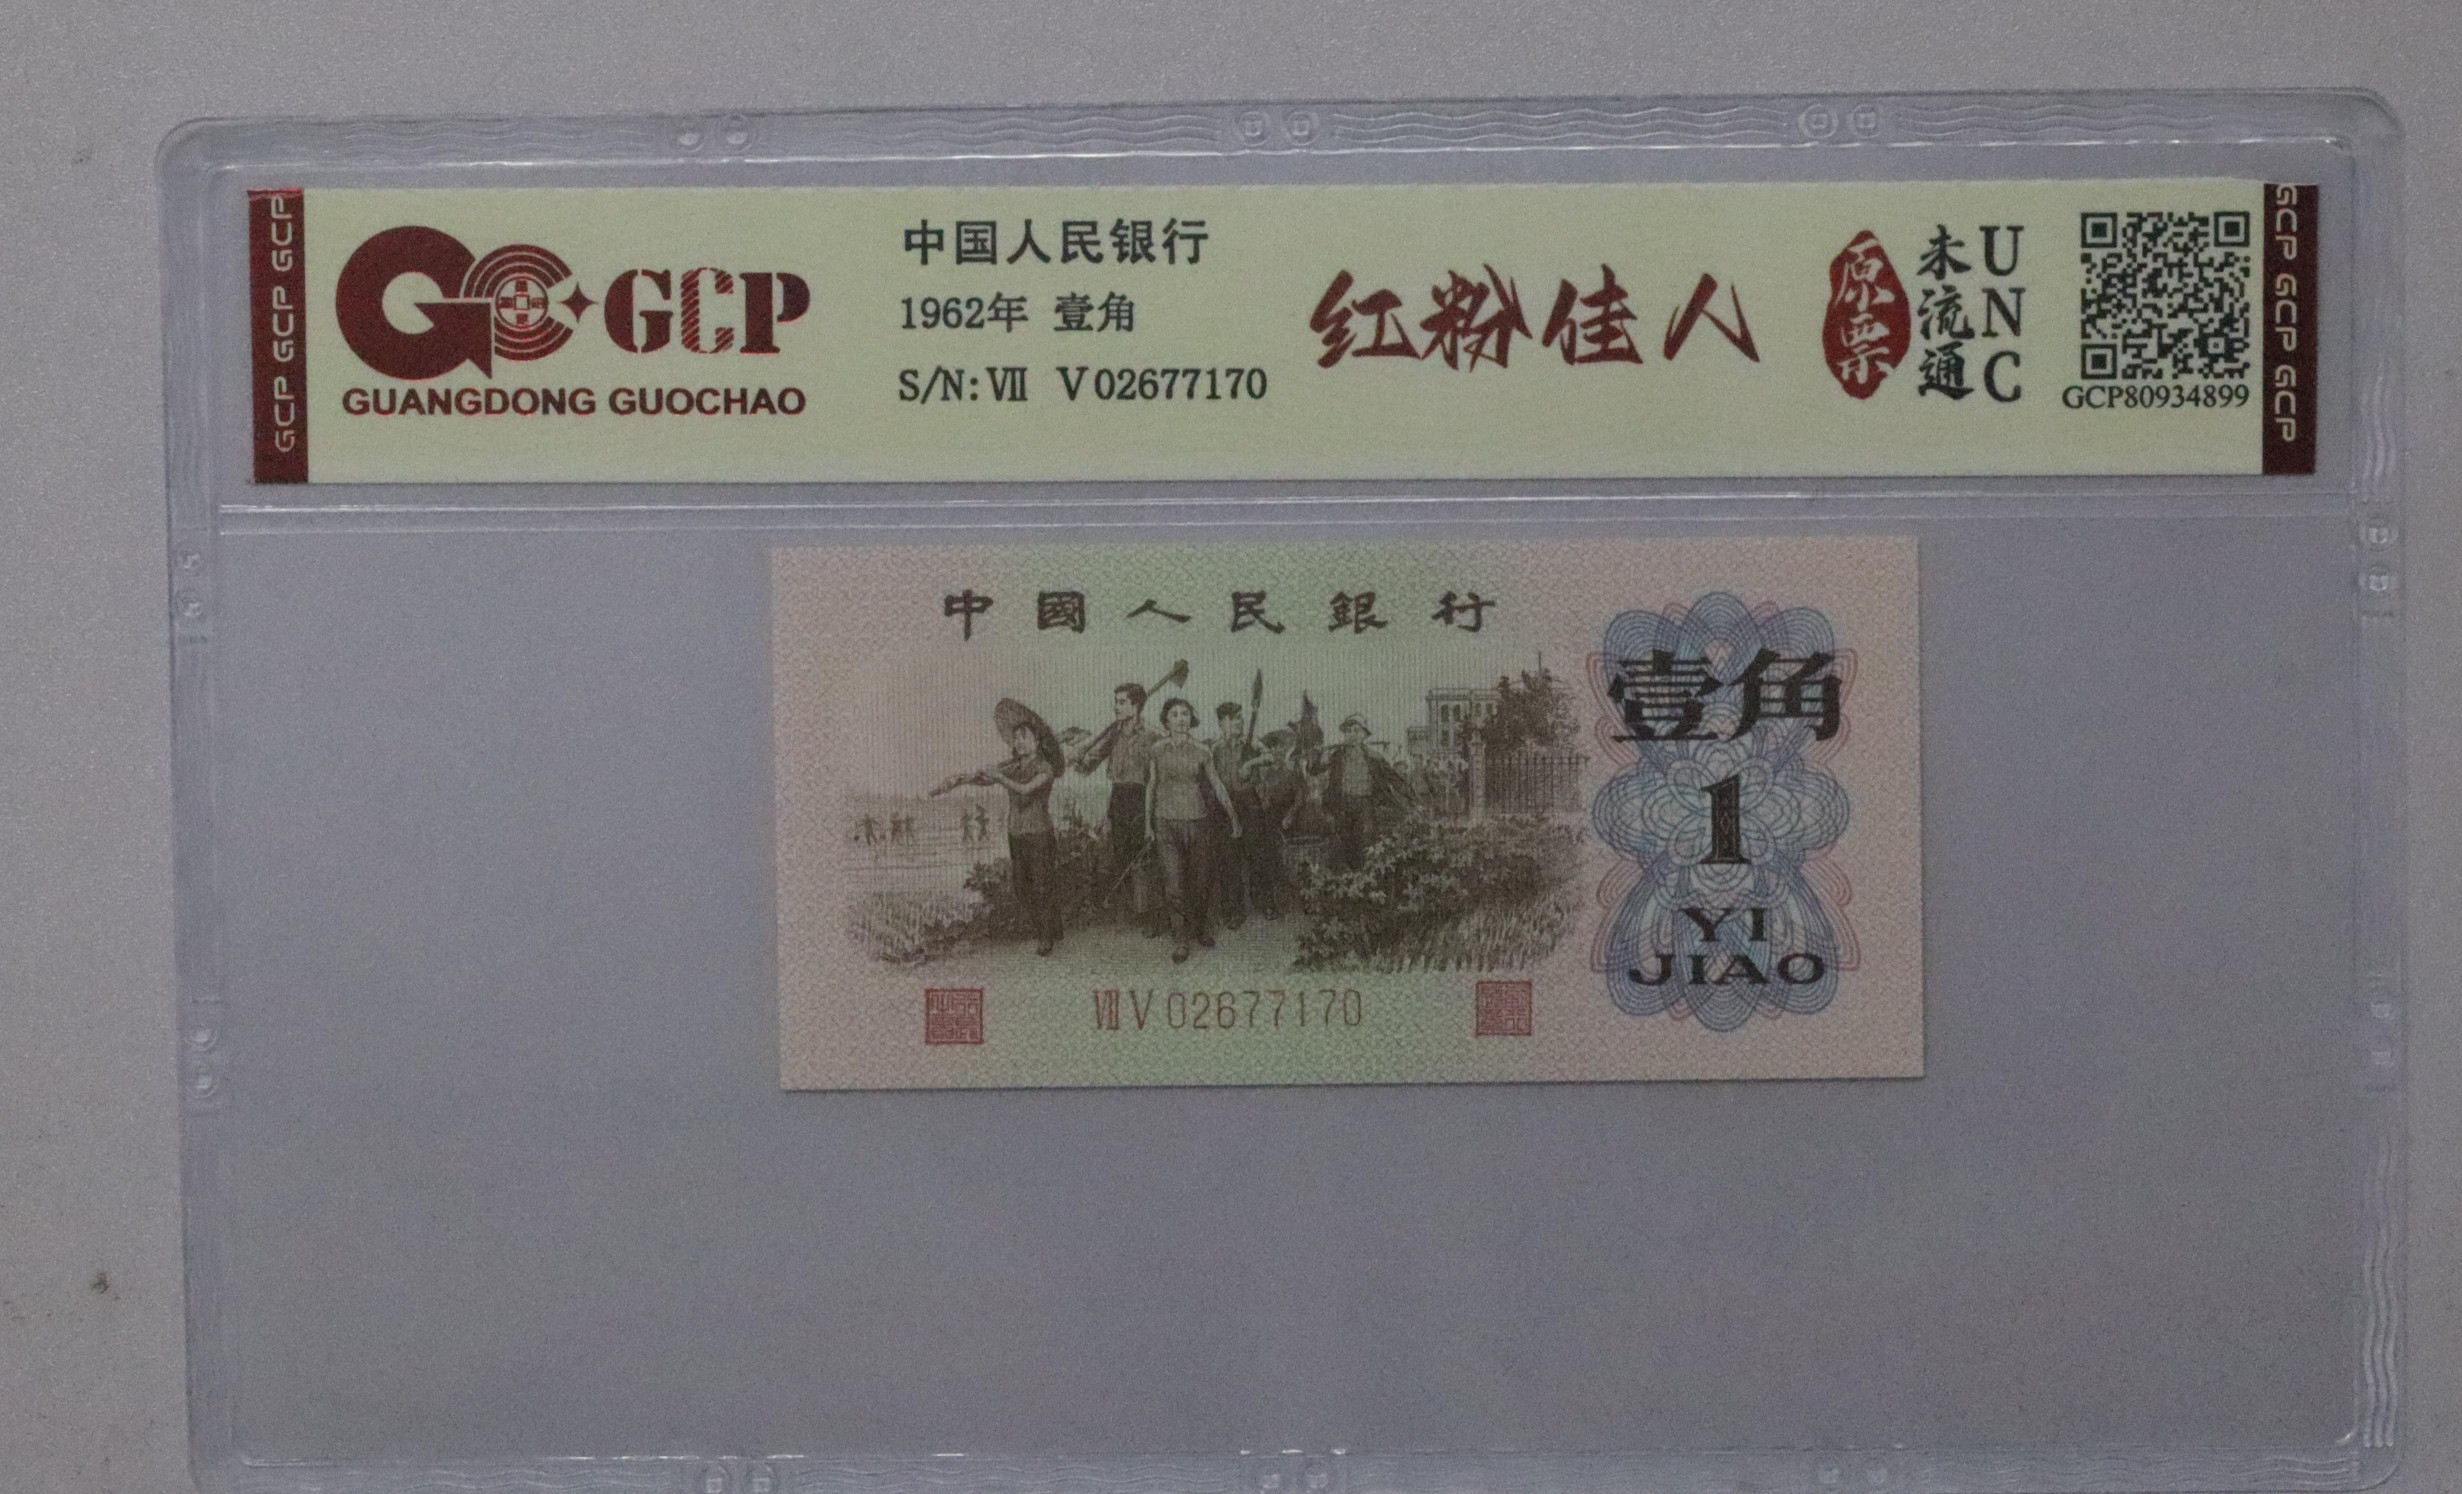 GCP GCP GCP
GCP
GUANGDONG GUOCHAO
中国人民银行
1962年 壹角
S/N: Ⅶ V 02677170
红粉佳人
原票
未流通
UNC
GCP80934899
GCP GCP GCP
中國人民銀行
壹角
1
YI
JIAO
Ⅶ V 02677170